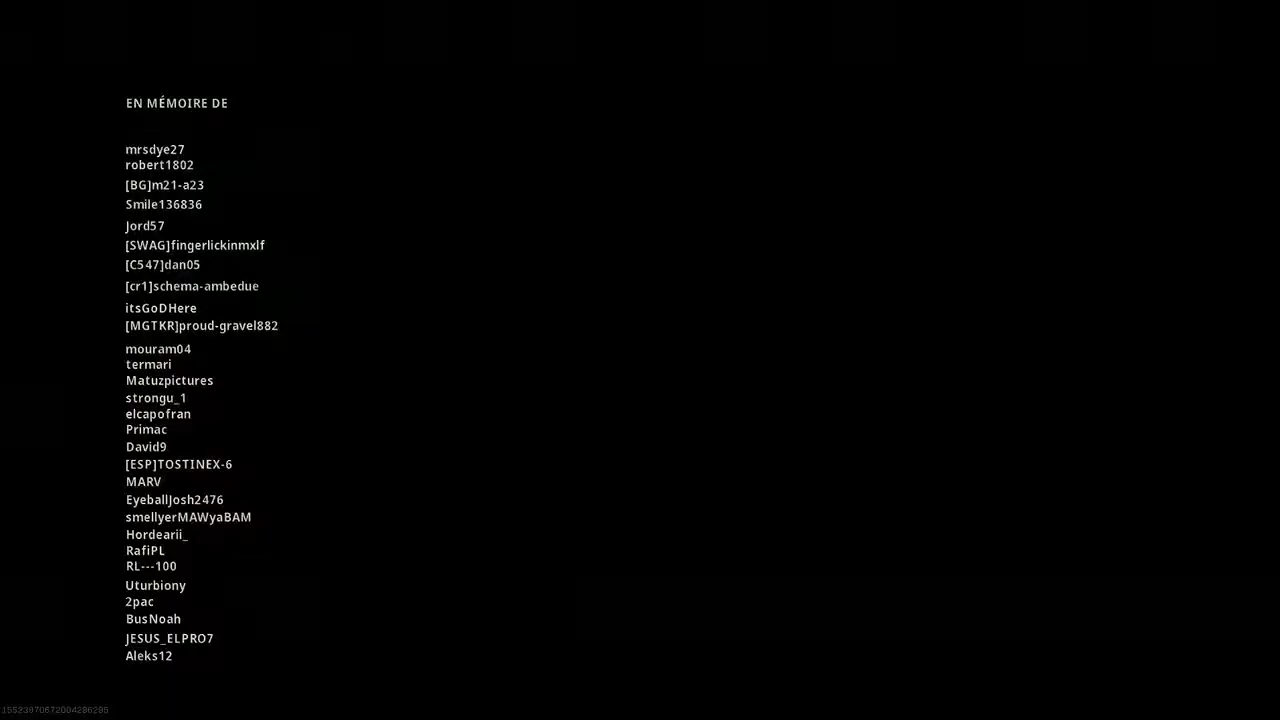 EN MÉMOIRE DE
mrsdye27
robert1802
[BG]m21-a23
Smile136836
Jord57
[SWAG]fingerlickinmxlf
[C547]dan05
[cr1]schema-ambedue
itsGoDHere
[MGTKR]proud-gravel882
mouram04
termari
Matuzpictures
strongu_1
elcapofran
Primac
David9
[ESP]TOSTINEX-6
MARV
EyeballJosh2476
smellyerMAWyaBAM
Hordearii_
RafiPL
RL---100
Uturbiony
2pac
BusNoah
JESUS_ELPRO7
Aleks12